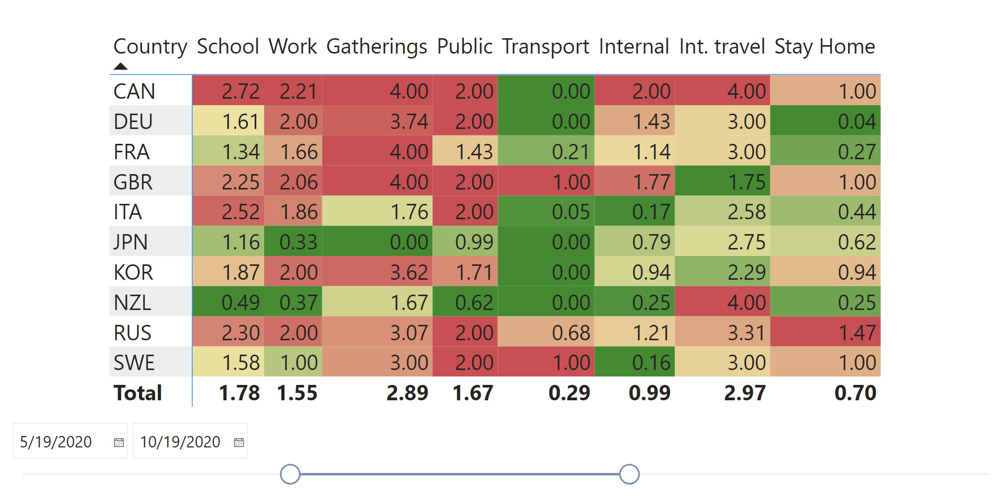 Country School Work Gatherings Public Transport Internal Int. travel Stay Home
CAN 2.72 2.21 4.00 2.00 0.00 2.00 4.00 1.00
DEU 1.61 2.00 3.74 2.00 0.00 1.43 3.00 0.04
FRA 1.34 1.66 4.00 1.43 0.21 1.14 3.00 0.27
GBR 2.25 2.06 4.00 2.00 1.00 1.77 1.75 1.00
ITA 2.52 1.86 1.76 2.00 0.05 0.17 2.58 0.44
JPN 1.16 0.33 0.00 0.99 0.00 0.79 2.75 0.62
KOR 1.87 2.00 3.62 1.71 0.00 0.94 2.29 0.94
NZL 0.49 0.37 1.67 0.62 0.00 0.25 4.00 0.25
RUS 2.30 2.00 3.07 2.00 0.68 1.21 3.31 1.47
SWE 1.58 1.00 3.00 2.00 1.00 0.16 3.00 1.00
Total 1.78 1.55 2.89 1.67 0.29 0.99 2.97 0.70
5/19/2020 10/19/2020